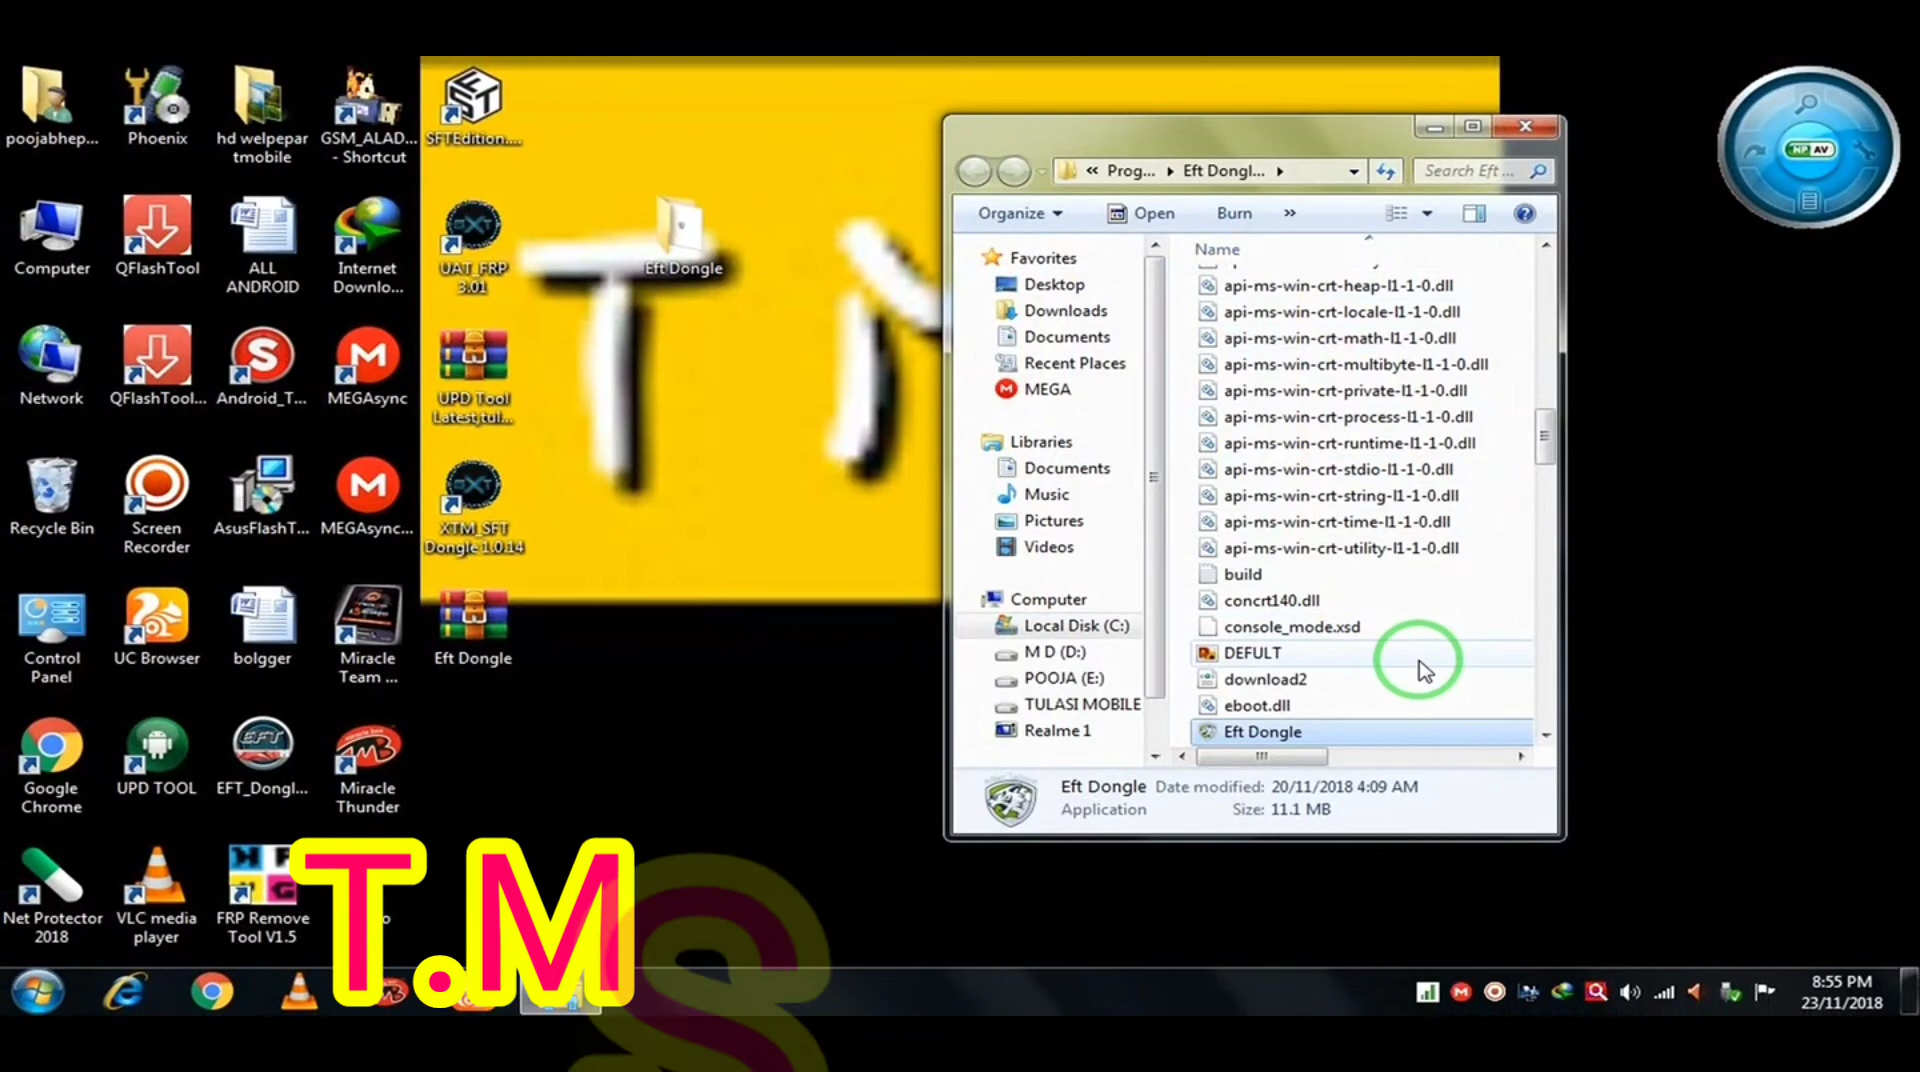 poojabhep...
Phoenix
hd welpepar
tmobile
GSM_ALAD...
- Shortcut
SFTEdition....
Computer
QFlashTool
ALL
ANDROID
Internet
Downlo...
UAT_FRP
3.01
Eft Dongle
Network
QFlashTool...
Android_T...
MEGAsync
UPD Tool
Latest,tul...
Recycle Bin
Screen
Recorder
AsusFlashT...
MEGAsync...
XTM_SFT
Dongle 1.0.14
Control
Panel
UC Browser
bolgger
Miracle
Team ...
Eft Dongle
Google
Chrome
UPD TOOL
EFT_Dongl...
Miracle
Thunder
Net Protector
2018
VLC media
player
FRP Remove
Tool V1.5
T.M
S
NP AV
« Prog... Eft Dongl...
Search Eft ...
Organize
Open
Burn
»
Favorites
Desktop
Downloads
Documents
Recent Places
MEGA
Libraries
Documents
Music
Pictures
Videos
Computer
Local Disk (C:)
M D (D:)
POOJA (E:)
TULASI MOBILE
Realme 1
Name
api-ms-win-crt-heap-l1-1-0.dll
api-ms-win-crt-locale-l1-1-0.dll
api-ms-win-crt-math-l1-1-0.dll
api-ms-win-crt-multibyte-l1-1-0.dll
api-ms-win-crt-private-l1-1-0.dll
api-ms-win-crt-process-l1-1-0.dll
api-ms-win-crt-runtime-l1-1-0.dll
api-ms-win-crt-stdio-l1-1-0.dll
api-ms-win-crt-string-l1-1-0.dll
api-ms-win-crt-time-l1-1-0.dll
api-ms-win-crt-utility-l1-1-0.dll
build
concrt140.dll
console_mode.xsd
DEFULT
download2
eboot.dll
Eft Dongle
Eft Dongle Date modified: 20/11/2018 4:09 AM
Application Size: 11.1 MB
8:55 PM
23/11/2018